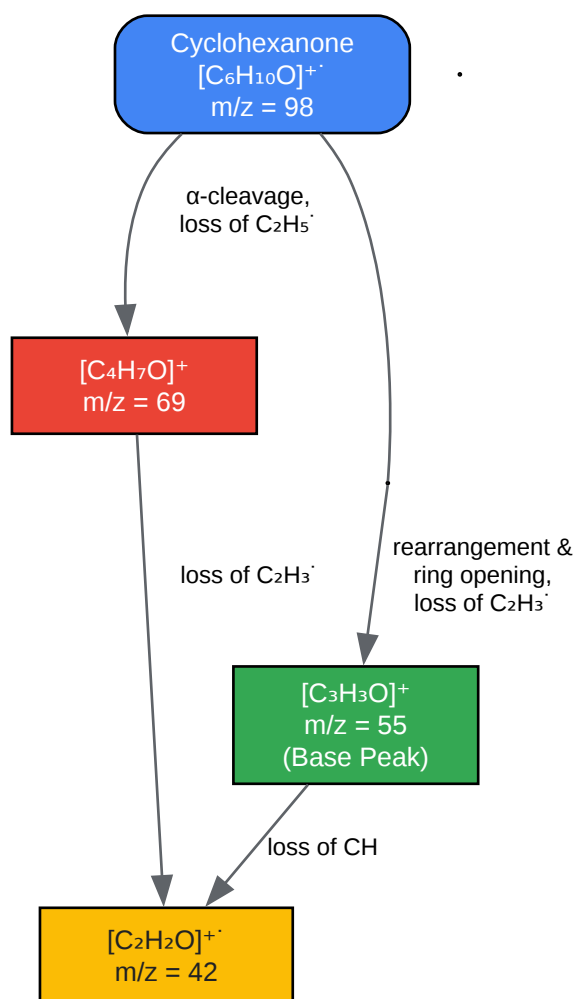 Cyclohexanone
[C₆H₁₀O]⁺˙
m/z = 98
α-cleavage,
loss of C₂H₅˙
[C₄H₇O]⁺
m/z = 69
loss of C₂H₃˙
rearrangement &
ring opening,
loss of C₂H₃˙
[C₃H₃O]⁺
m/z = 55
(Base Peak)
loss of CH
[C₂H₂O]⁺˙
m/z = 42